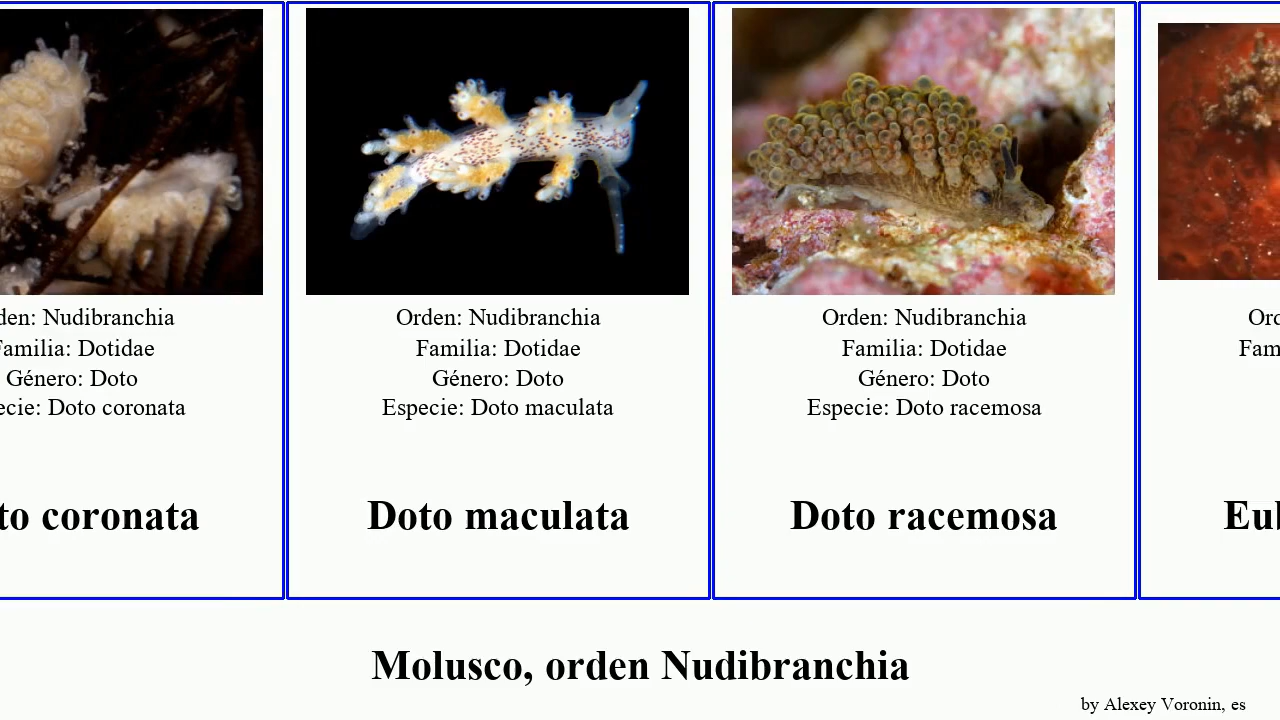 den: Nudibranchia
Familia: Dotidae
Género: Doto
ecie: Doto coronata
to coronata
Orden: Nudibranchia
Familia: Dotidae
Género: Doto
Especie: Doto maculata
Doto maculata
Orden: Nudibranchia
Familia: Dotidae
Género: Doto
Especie: Doto racemosa
Doto racemosa
Ord
Fam
Eub
Molusco, orden Nudibranchia
by Alexey Voronin, es